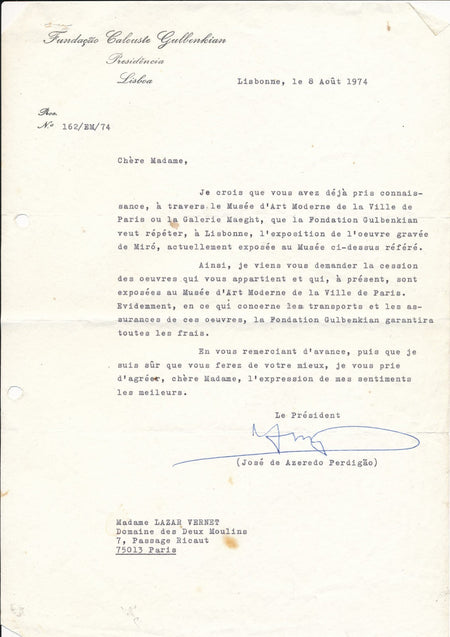 Fundação Calouste Gulbenkian
Presidência
Lisboa
Lisbonne, le 8 Août 1974
Proc.
N.º 162/EM/74
Chère Madame,
Je crois que vous avez déjà pris connais-
sance, à travers le Musée d'Art Moderne de la Ville de
Paris ou la Galerie Maeght, que la Fondation Gulbenkian
veut répéter, à Lisbonne, l'exposition de l'oeuvre gravée
de Miró, actuellement exposée au Musée ci-dessus référé.
Ainsi, je viens vous demander la cession
des oeuvres qui vous appartient et qui, à présent, sont
exposées au Musée d'Art Moderne de la Ville de Paris.
Evidemment, en ce qui concerne les transports et les as-
surances de ces oeuvres, la Fondation Gulbenkian garantira
toutes les frais.
En vous remerciant d'avance, puis que je
suis sûr que vous ferez de votre mieux, je vous prie
d'agréer, chère Madame, l'expression de mes sentiments
les meileurs.
Le Président
(José de Azeredo Perdigão)
Madame LAZAR VERNET
Domaine des Deux Moulins
7, Passage Ricaut
75013 Paris